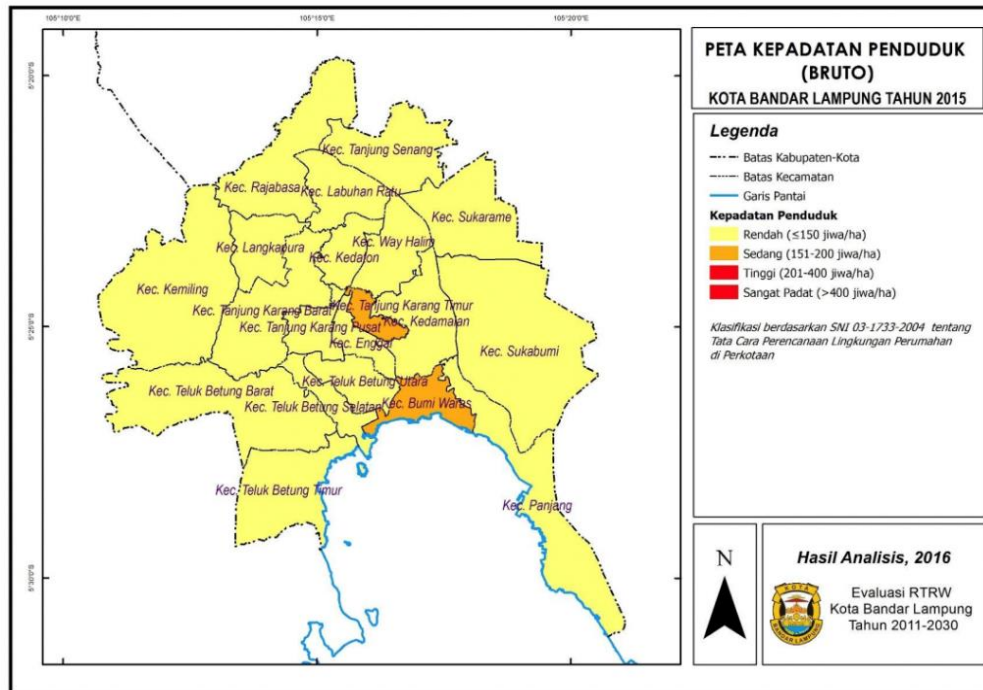 105°10'0"E
105°15'0"E
105°20'0"E
5°20'0"S
5°25'0"S
5°30'0"S
Kec. Tanjung Senang
Kec. Rajabasa
Kec. Labuhan Ratu
Kec. Sukarame
Kec. Way Halim
Kec. Langkapura
Kec. Kedaton
Kec. Kemiling
Kec. Tanjung Karang Timur
Kec. Tanjung Karang Barat
Kec. Kedamaian
Kec. Tanjung Karang Pusat
Kec. Enggal
Kec. Sukabumi
Kec. Teluk Betung Utara
Kec. Teluk Betung Barat
Kec. Bumi Waras
Kec. Teluk Betung Selatan
Kec. Teluk Betung Timur
Kec. Panjang
PETA KEPADATAN PENDUDUK
(BRUTO)
KOTA BANDAR LAMPUNG TAHUN 2015
Legenda
Batas Kabupaten-Kota
Batas Kecamatan
Garis Pantai
Kepadatan Penduduk
Rendah (≤150 jiwa/ha)
Sedang (151-200 jiwa/ha)
Tinggi (201-400 jiwa/ha)
Sangat Padat (>400 jiwa/ha)
Klasifikasi berdasarkan SNI 03-1733-2004 tentang
Tata Cara Perencanaan Lingkungan Perumahan
di Perkotaan
N
Hasil Analisis, 2016
KOTA
BANDAR LAMPUNG
Evaluasi RTRW
Kota Bandar Lampung
Tahun 2011-2030